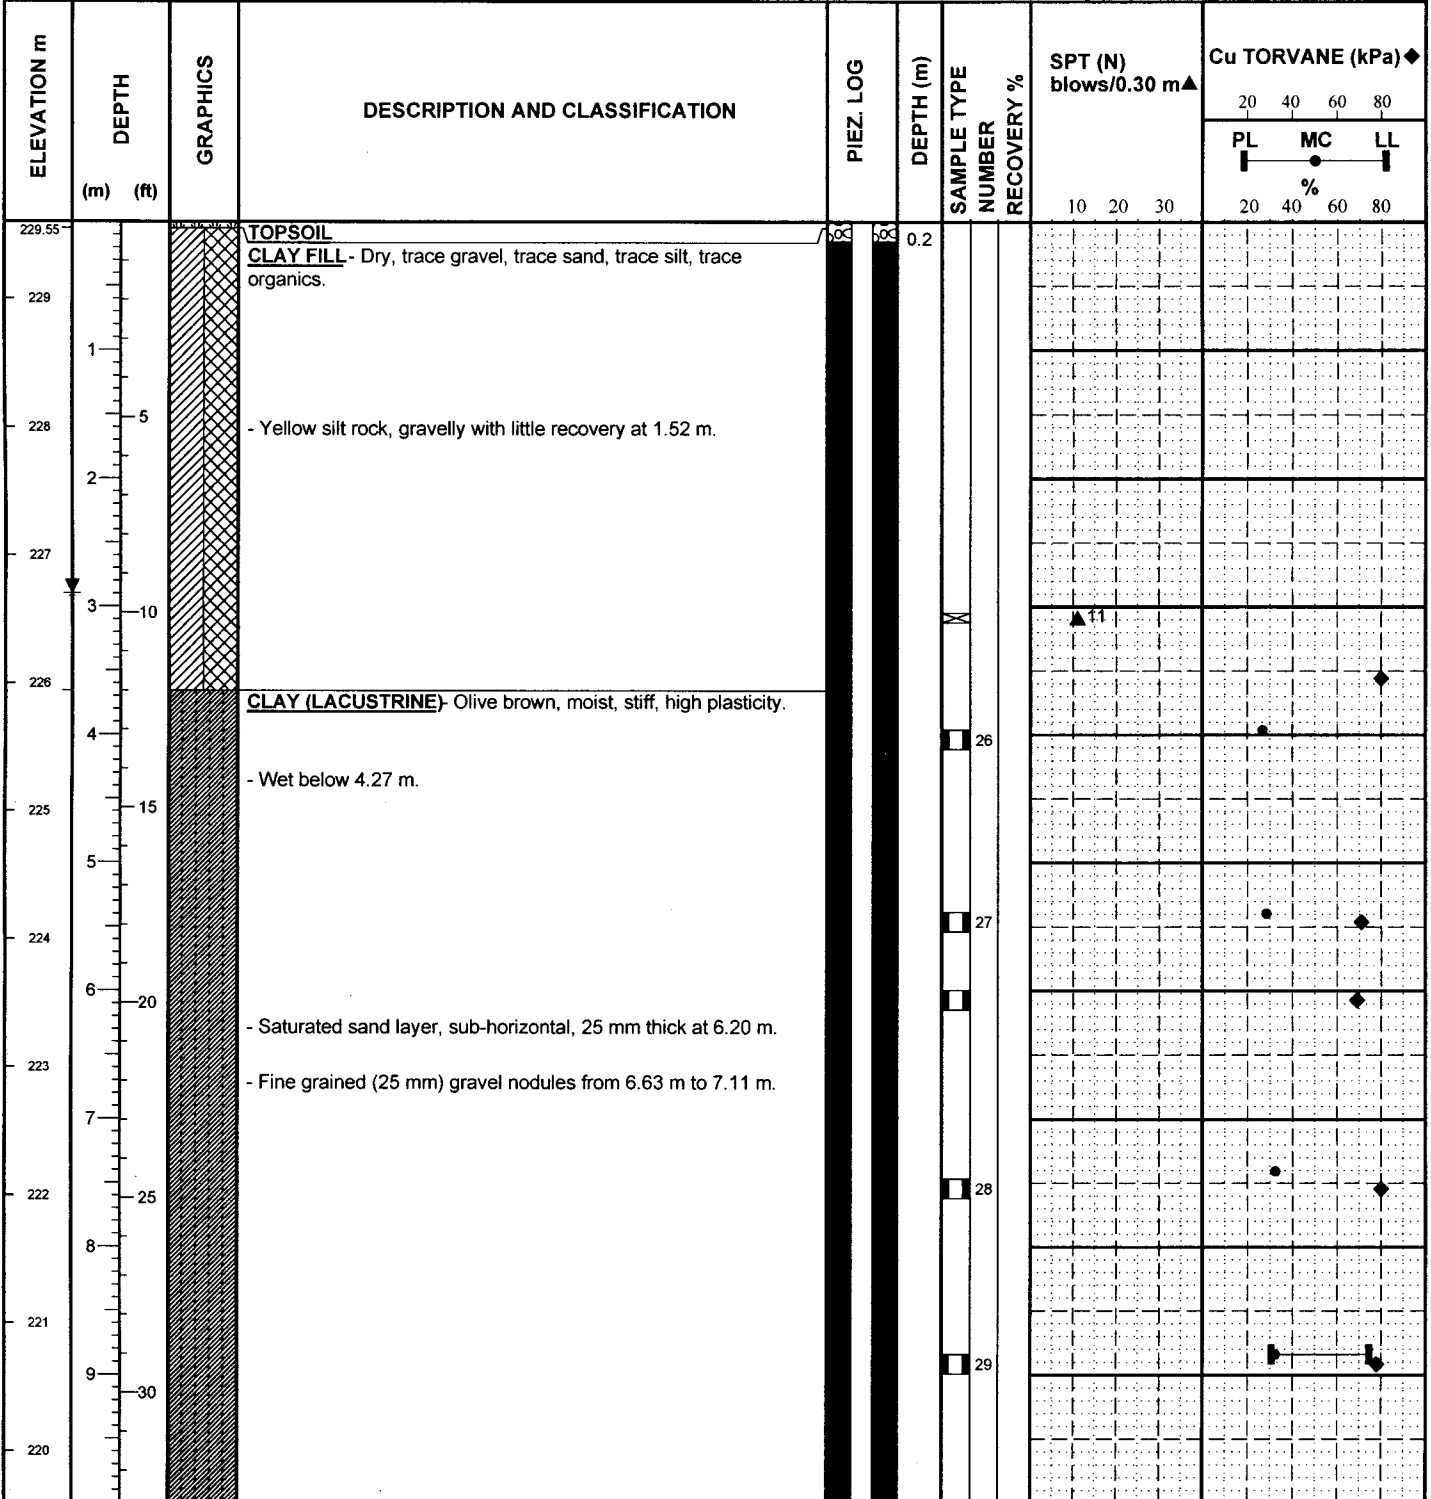 ELEVATION m
DEPTH
(m) (ft)
GRAPHICS
DESCRIPTION AND CLASSIFICATION
PIEZ. LOG
DEPTH (m)
SAMPLE TYPE
NUMBER
RECOVERY %
SPT (N)
blows/0.30 m▲
10 20 30
Cu TORVANE (kPa) ◆
20 40 60 80
PL MC LL
%
20 40 60 80
229.55
TOPSOIL
0.2
CLAY FILL - Dry, trace gravel, trace sand, trace silt, trace
organics.
229
1
5
228
- Yellow silt rock, gravelly with little recovery at 1.52 m.
2
227
3
10
11
226
CLAY (LACUSTRINE)- Olive brown, moist, stiff, high plasticity.
4
26
- Wet below 4.27 m.
225
15
5
27
224
6
20
- Saturated sand layer, sub-horizontal, 25 mm thick at 6.20 m.
223
- Fine grained (25 mm) gravel nodules from 6.63 m to 7.11 m.
7
28
222
25
8
221
29
9
30
220